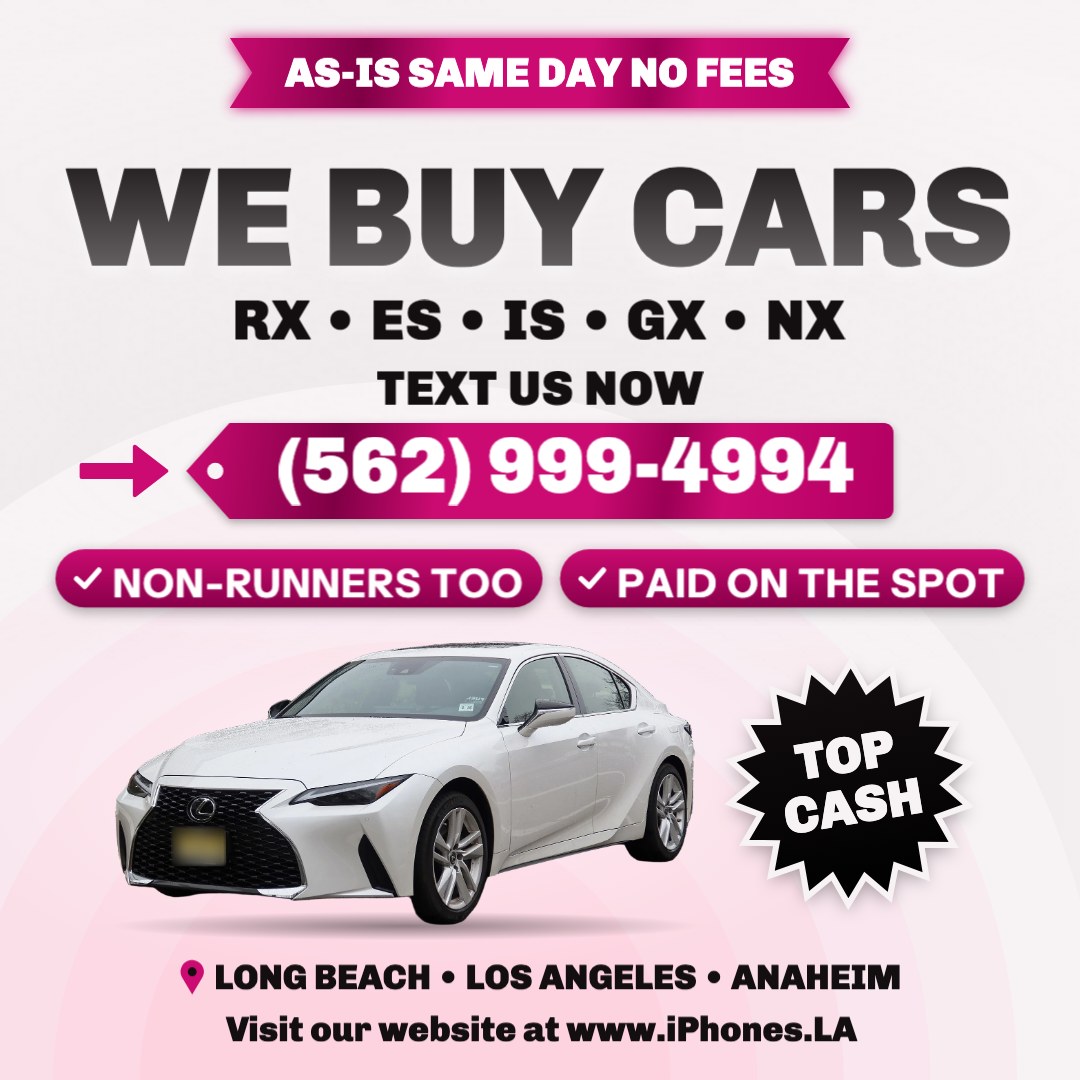 AS-IS SAME DAY NO FEES
WE BUY CARS
RX • ES • IS • GX • NX
TEXT US NOW
(562) 999-4994
NON-RUNNERS TOO
PAID ON THE SPOT
TOP
CASH
LONG BEACH • LOS ANGELES • ANAHEIM
Visit our website at www.iPhones.LA